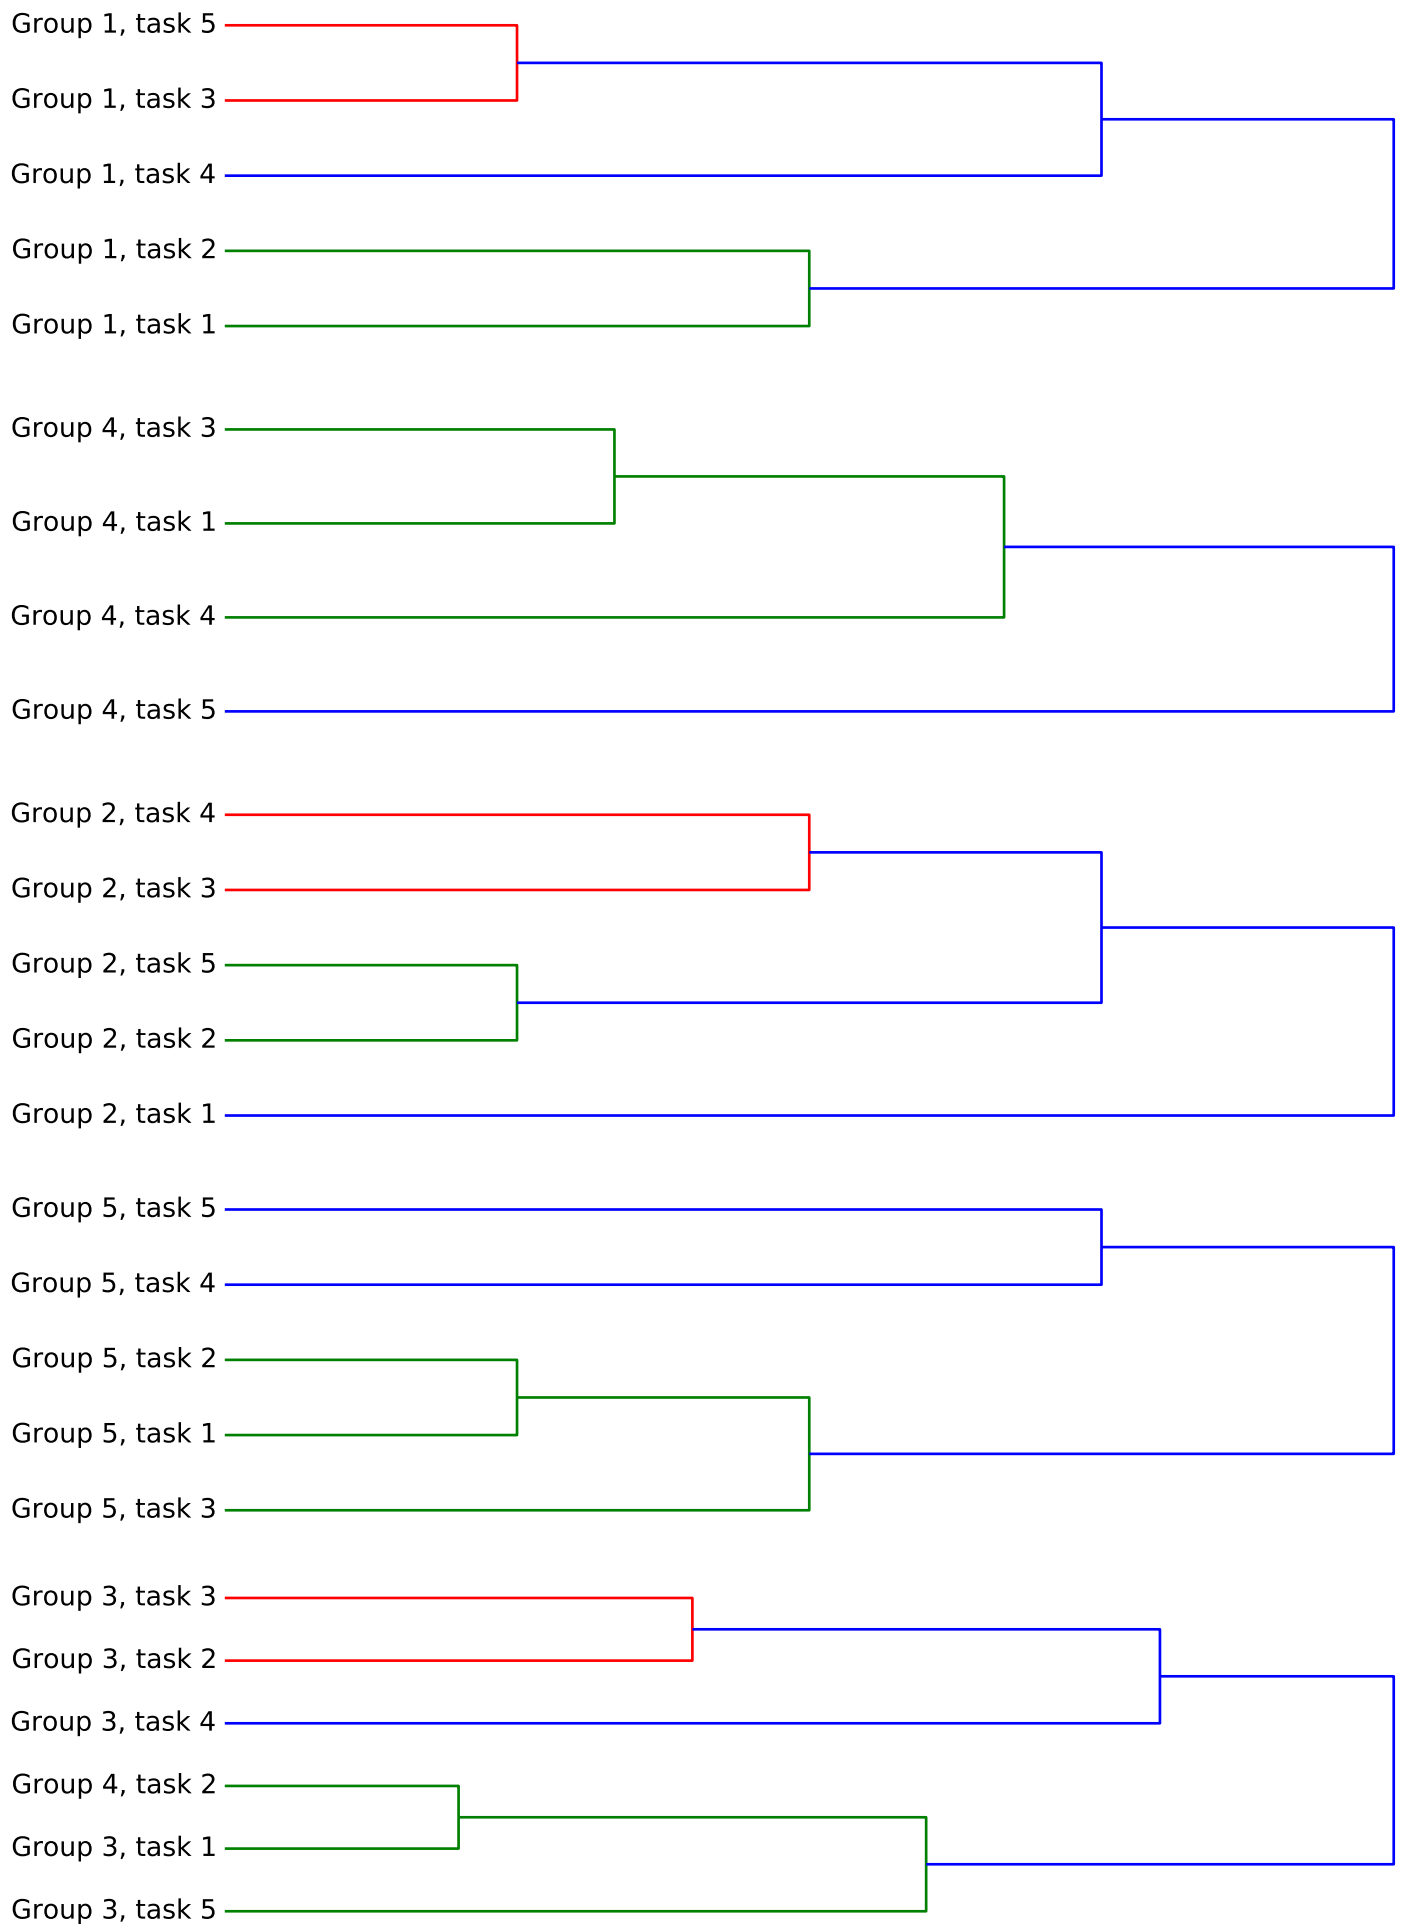 Group 1, task 5
Group 1, task 3
Group 1, task 4
Group 1, task 2
Group 1, task 1
Group 4, task 3
Group 4, task 1
Group 4, task 4
Group 4, task 5
Group 2, task 4
Group 2, task 3
Group 2, task 5
Group 2, task 2
Group 2, task 1
Group 5, task 5
Group 5, task 4
Group 5, task 2
Group 5, task 1
Group 5, task 3
Group 3, task 3
Group 3, task 2
Group 3, task 4
Group 4, task 2
Group 3, task 1
Group 3, task 5